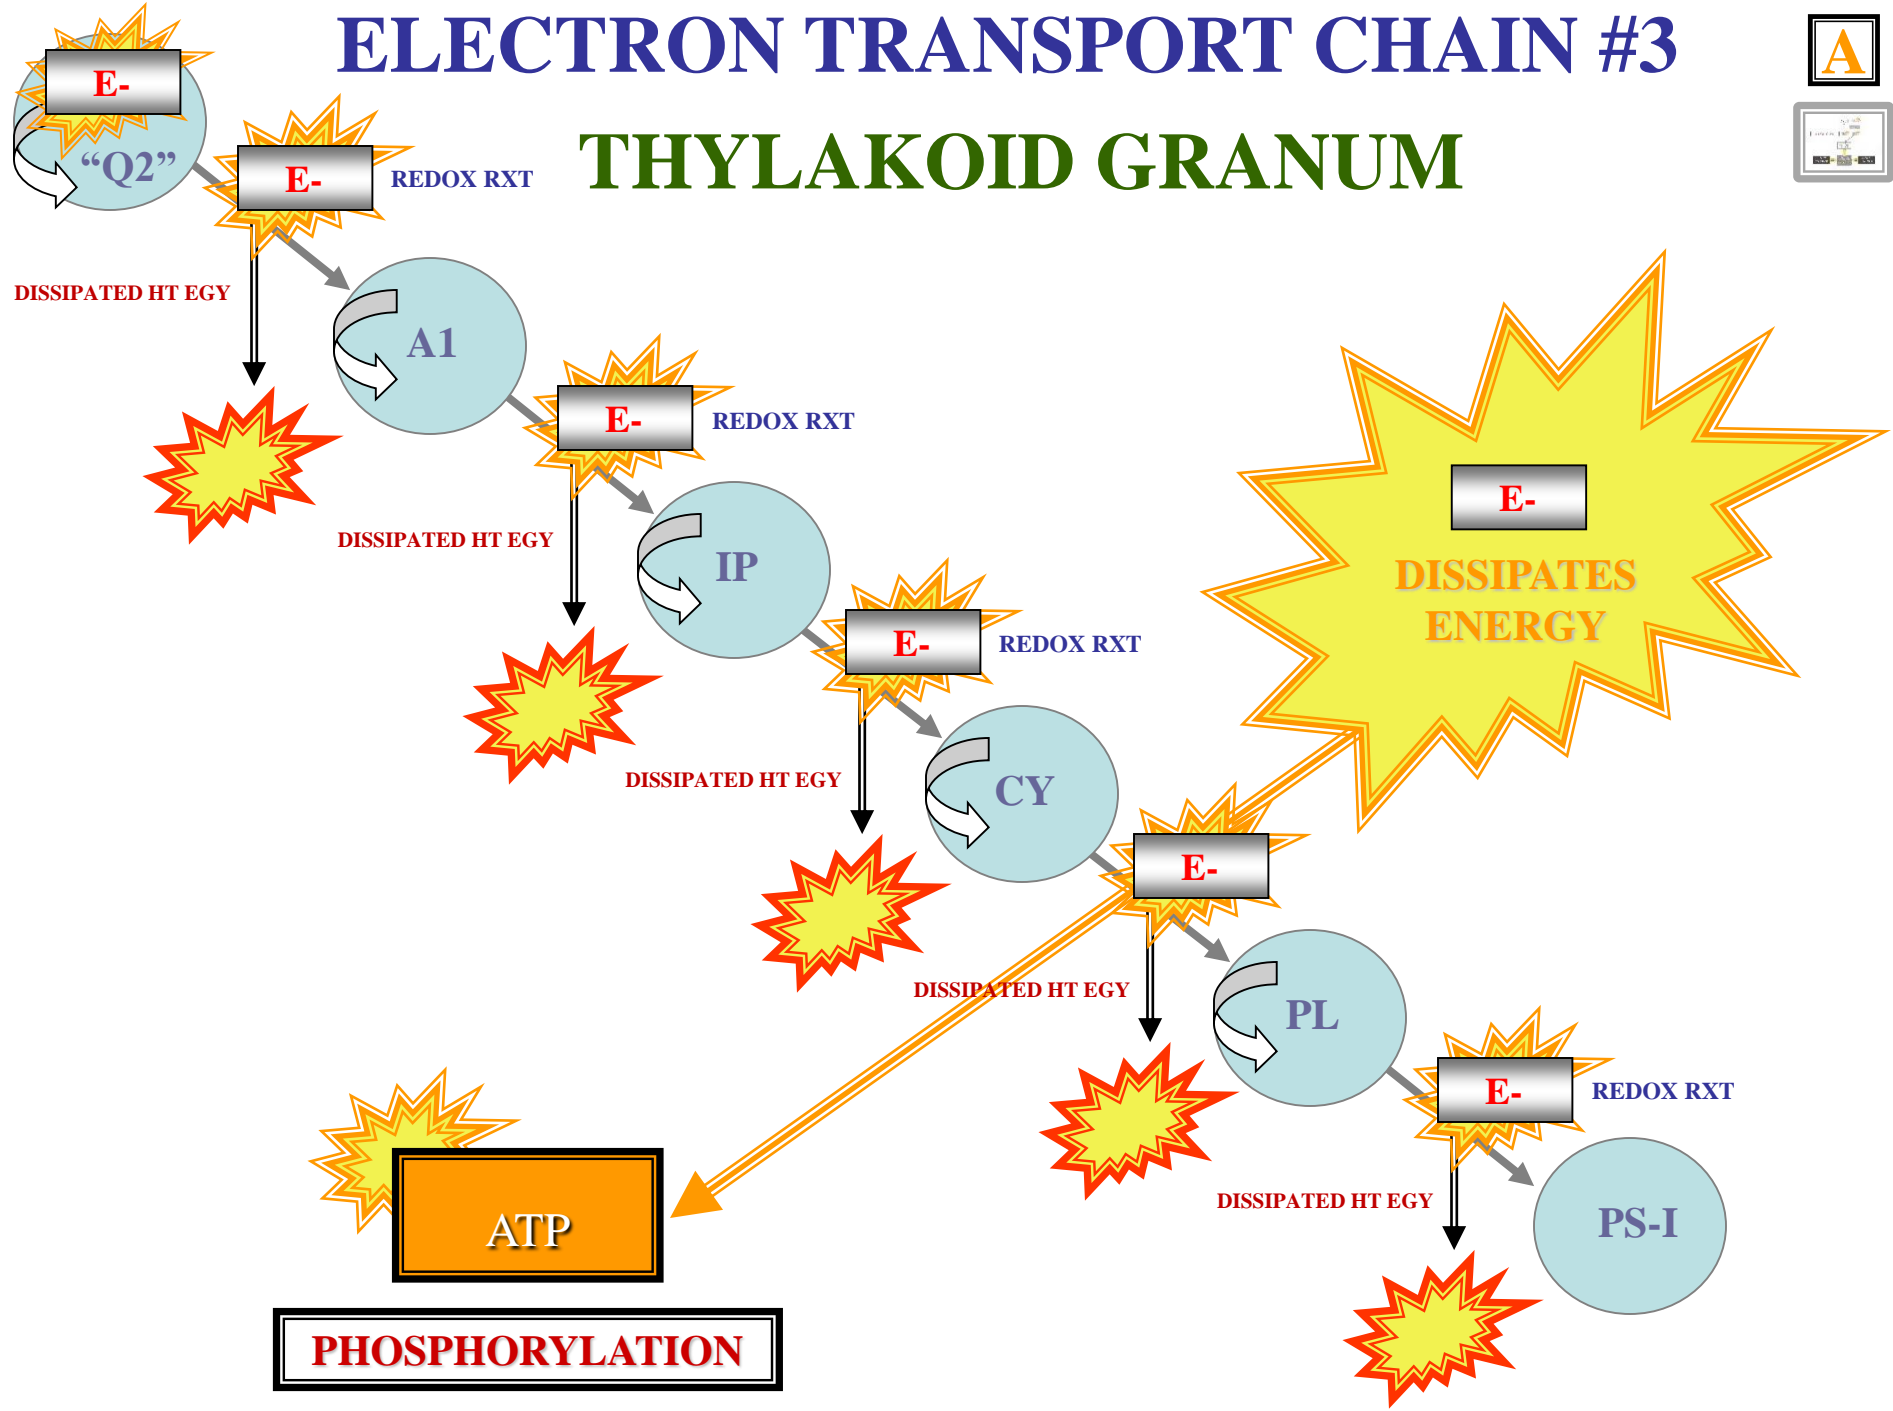 ELECTRON TRANSPORT CHAIN #3
A
THYLAKOID GRANUM
E-
“Q2”
E-
REDOX RXT
DISSIPATED HT EGY
A1
E-
REDOX RXT
DISSIPATED HT EGY
IP
E-
REDOX RXT
DISSIPATED HT EGY
CY
E-
DISSIPATES
ENERGY
E-
DISSIPATED HT EGY
PL
E-
REDOX RXT
DISSIPATED HT EGY
PS-I
ATP
PHOSPHORYLATION